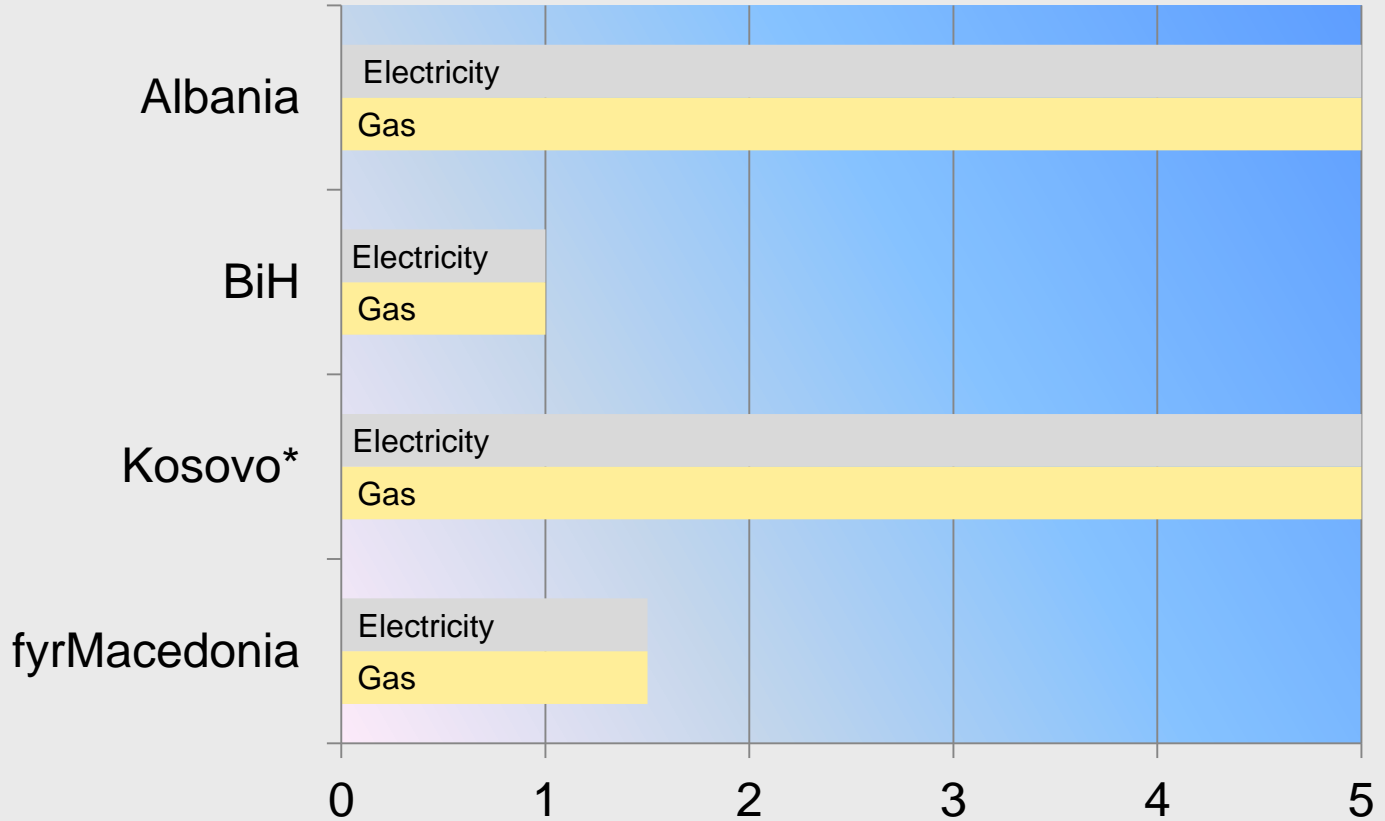 Albania
Electricity
Gas
BiH
Electricity
Gas
Kosovo*
Electricity
Gas
fyrMacedonia
Electricity
Gas
0 1 2 3 4 5